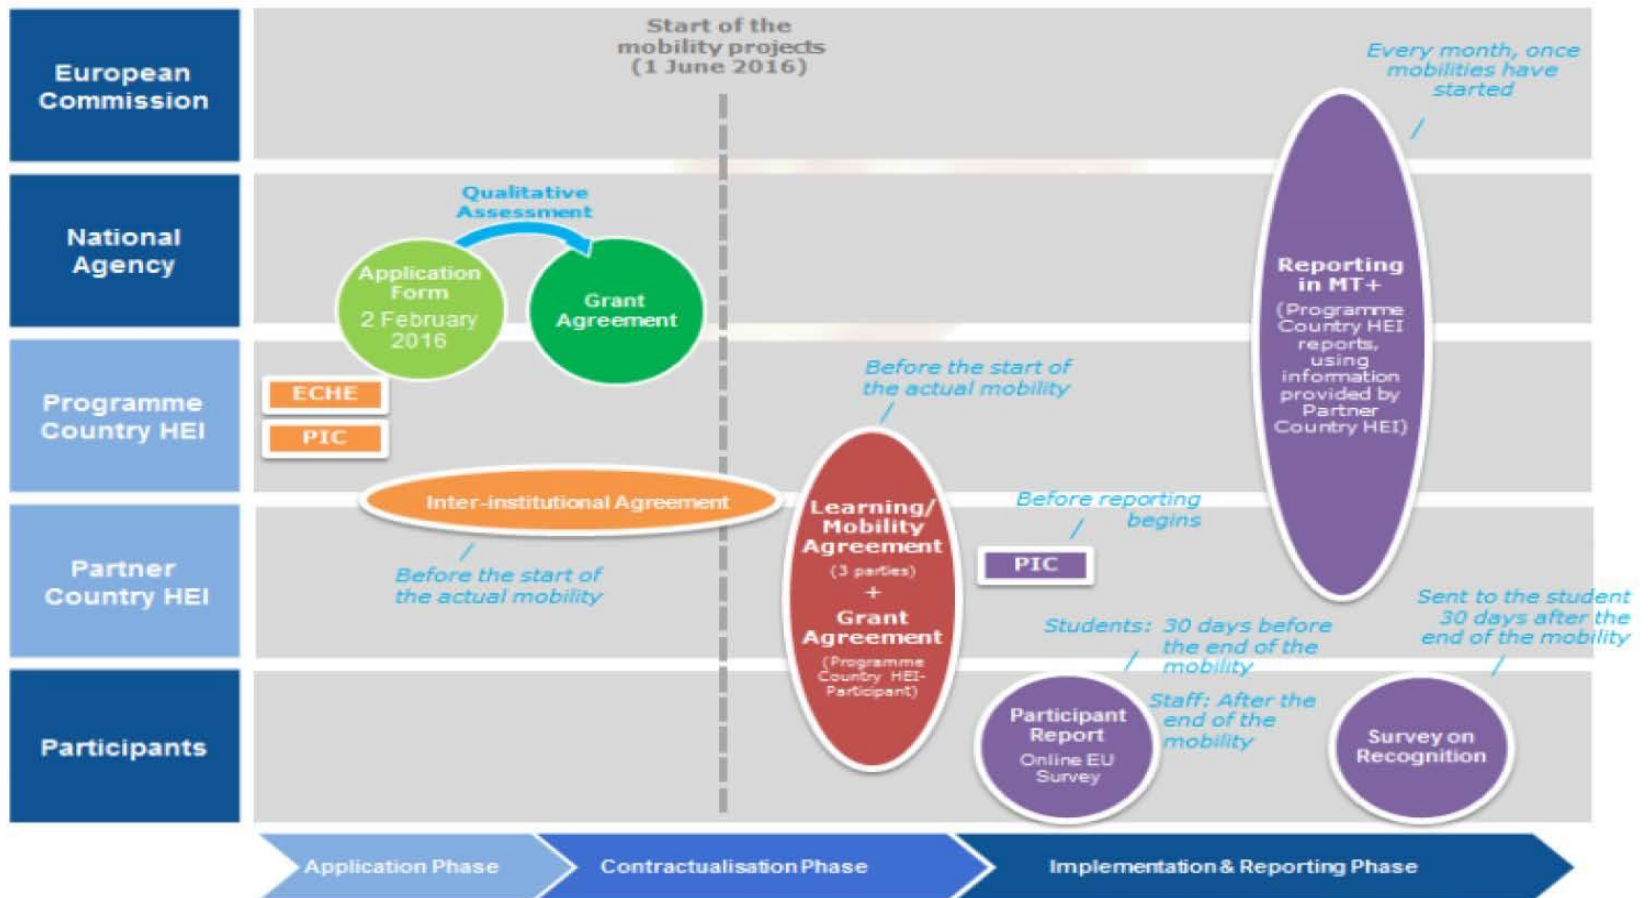 Start of the
mobility projects
(1 June 2016)
Every month, once
mobilities have
started
European
Commission
Qualitative
Assessment
National
Agency
Application
Form
2 February
2016
Grant
Agreement
Reporting
in MT+
(Programme
Country HEI
reports,
using
information
provided by
Partner
Country HEI)
Before the start of
the actual mobility
Programme
Country HEI
ECHE
PIC
Inter-institutional Agreement
Learning/
Mobility
Agreement
(3 parties)
+
Grant
Agreement
(Programme
Country HEI-
Participant)
Before reporting
begins
Partner
Country HEI
Before the start of
the actual mobility
PIC
Sent to the student
30 days after the
end of the mobility
Students: 30 days before
the end of the
mobility
Staff: After the
end of the
mobility
Participants
Participant
Report
Online EU
Survey
Survey on
Recognition
Application Phase
Contractualisation Phase
Implementation & Reporting Phase